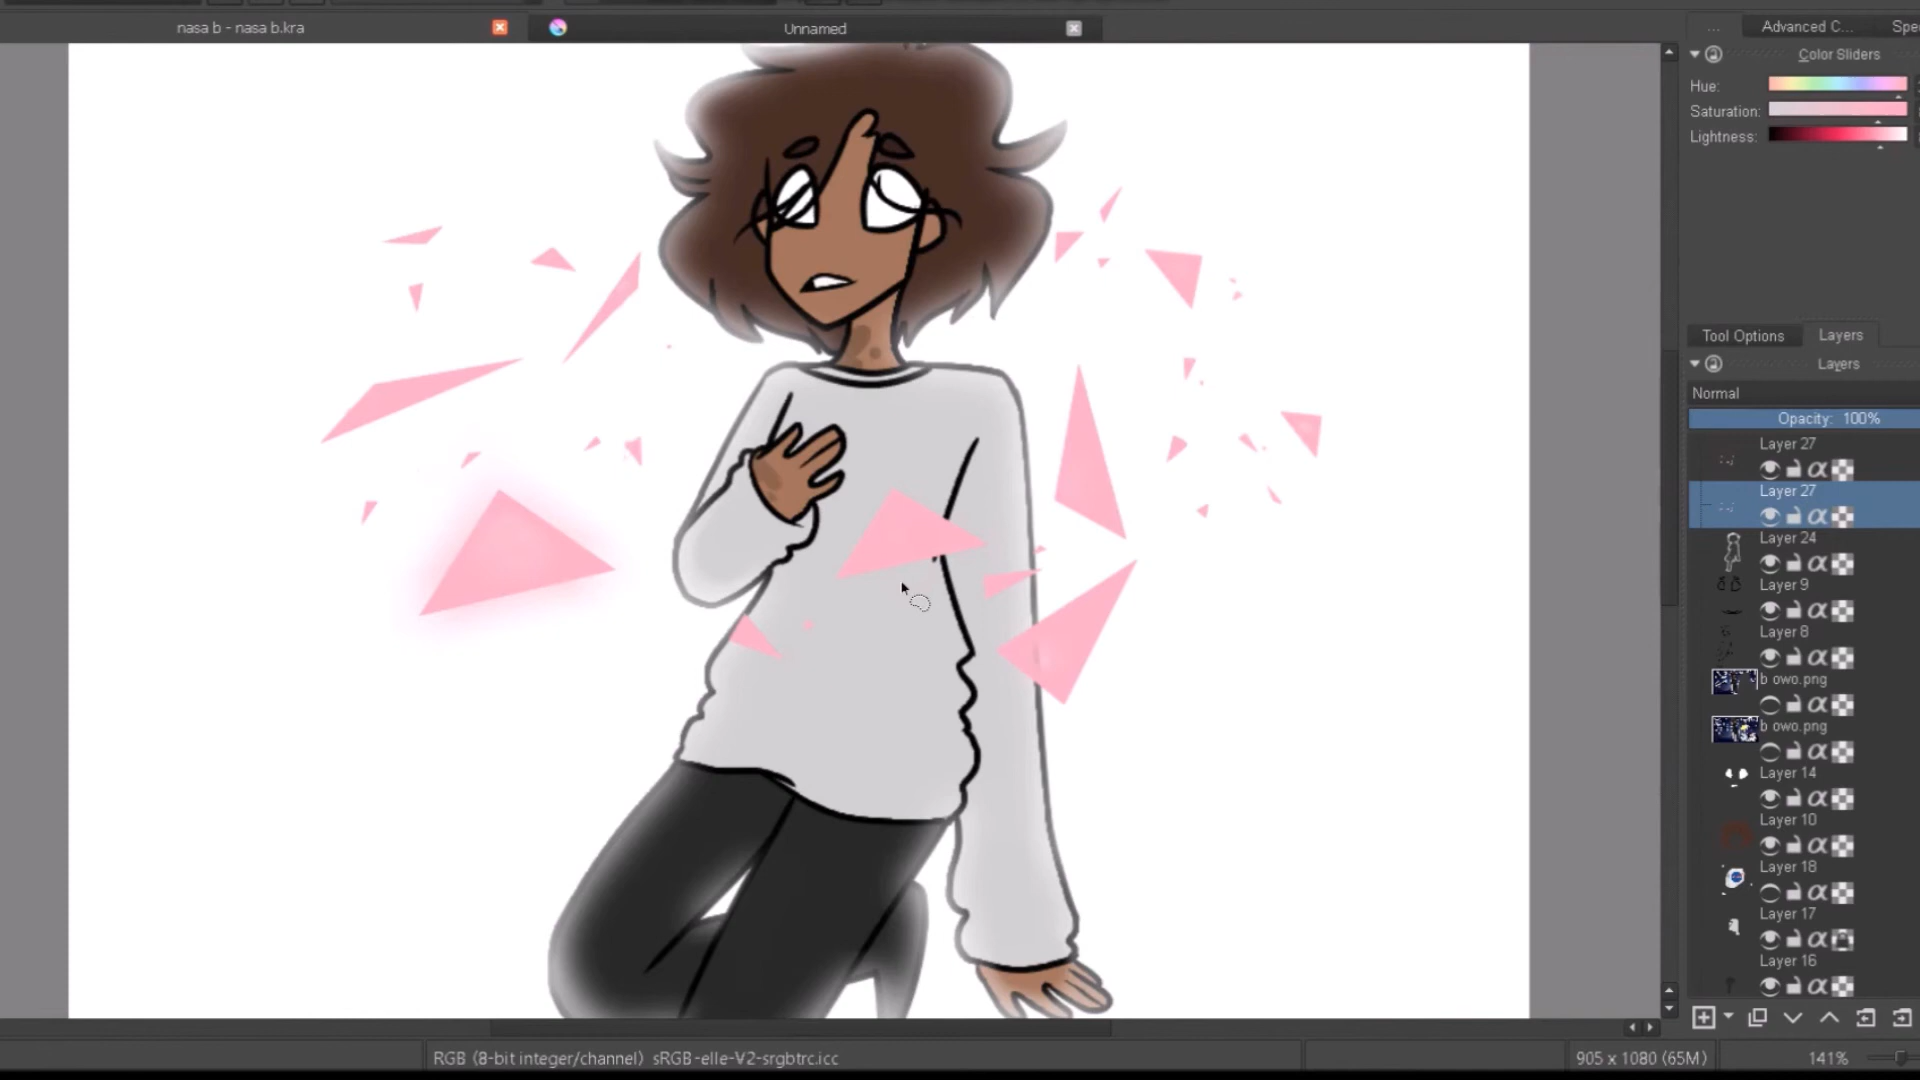 nasa b - nasa b.kra
Unnamed
... Advanced C... Spe
Color Sliders
Hue:
Saturation:
Lightness:
Tool Options Layers
Layers
Normal
Opacity: 100%
Layer 27
Layer 27
Layer 24
Layer 9
Layer 8
b owo.png
b owo.png
Layer 14
Layer 10
Layer 18
Layer 17
Layer 16
RGB (8-bit integer/channel) sRGB-elle-V2-srgbtrc.icc
905 x 1080 (65M)
141%